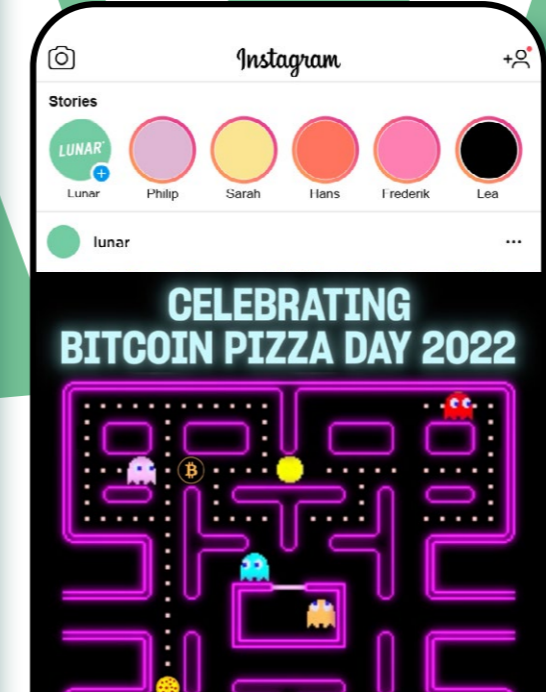 Instagram
Stories
LUNAR
Lunar
Philip
Sarah
Hans
Frederik
Lea
lunar
CELEBRATING
BITCOIN PIZZA DAY 2022